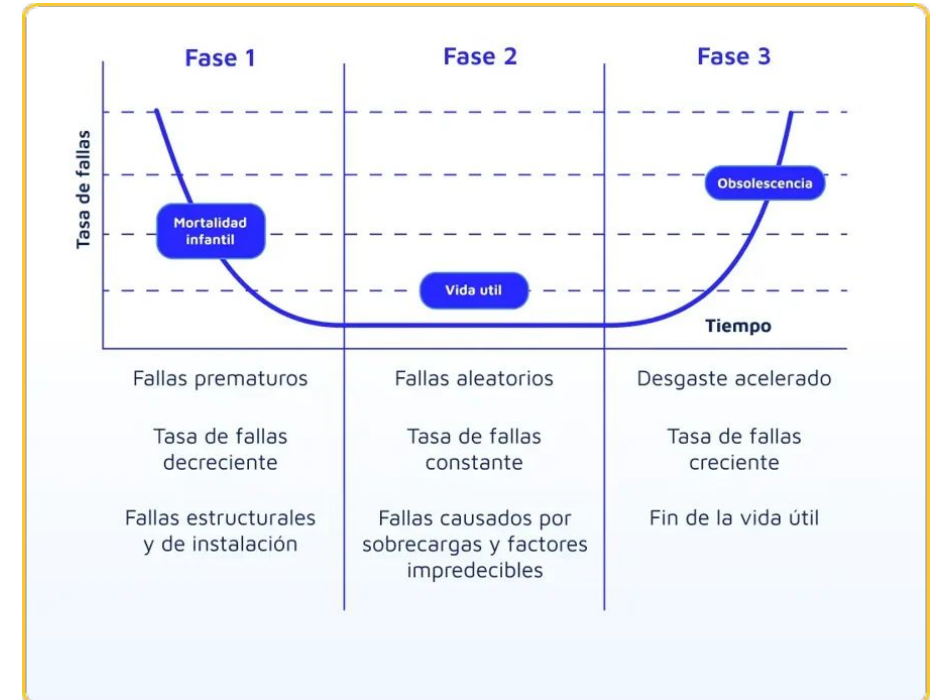 Fase 1
Fase 2
Fase 3
Tasa de fallas
Mortalidad
infantil
Vida util
Obsolescencia
Tiempo
Fallas prematuros
Tasa de fallas
decreciente
Fallas estructurales
y de instalación
Fallas aleatorios
Tasa de fallas
constante
Fallas causados por
sobrecargas y factores
impredecibles
Desgaste acelerado
Tasa de fallas
creciente
Fin de la vida útil